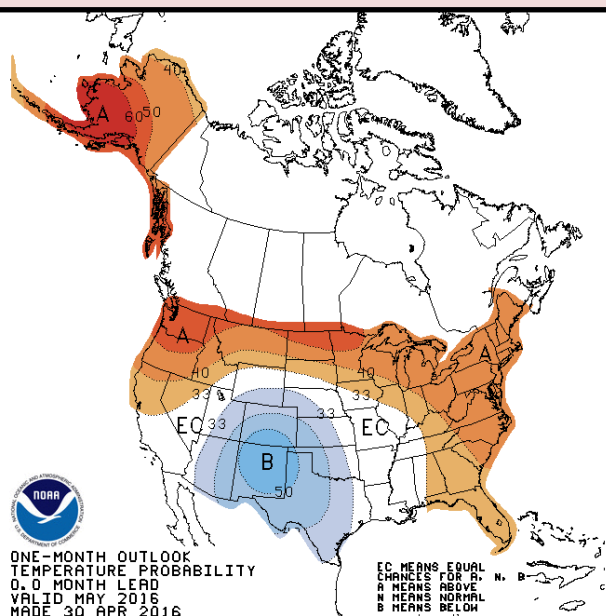 40
A 60 50
A
40
40
A
33
33
EC 33
33
EC
B
50
NOAA
NATIONAL OCEANIC AND ATMOSPHERIC ADMINISTRATION
U.S. DEPARTMENT OF COMMERCE
ONE-MONTH OUTLOOK
TEMPERATURE PROBABILITY
0.0 MONTH LEAD
VALID MAY 2016
MADE 30 APR 2016
EC MEANS EQUAL
CHANCES FOR A, N, B
A MEANS ABOVE
N MEANS NORMAL
B MEANS BELOW